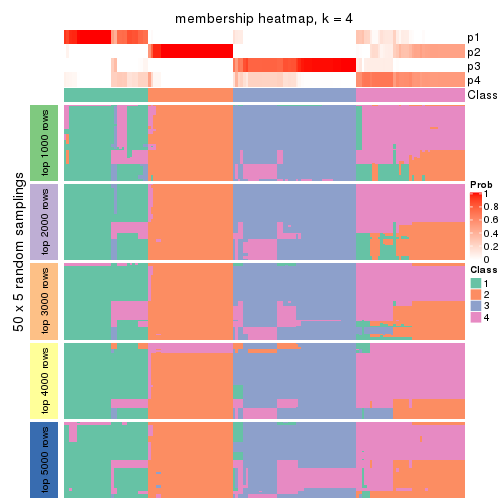 membership heatmap, k = 4
p1
p2
p3
p4
Class
50 x 5 random samplings
top 1000 rows
top 2000 rows
top 3000 rows
top 4000 rows
top 5000 rows
Prob
1
0.8
0.6
0.4
0.2
0
Class
1
2
3
4